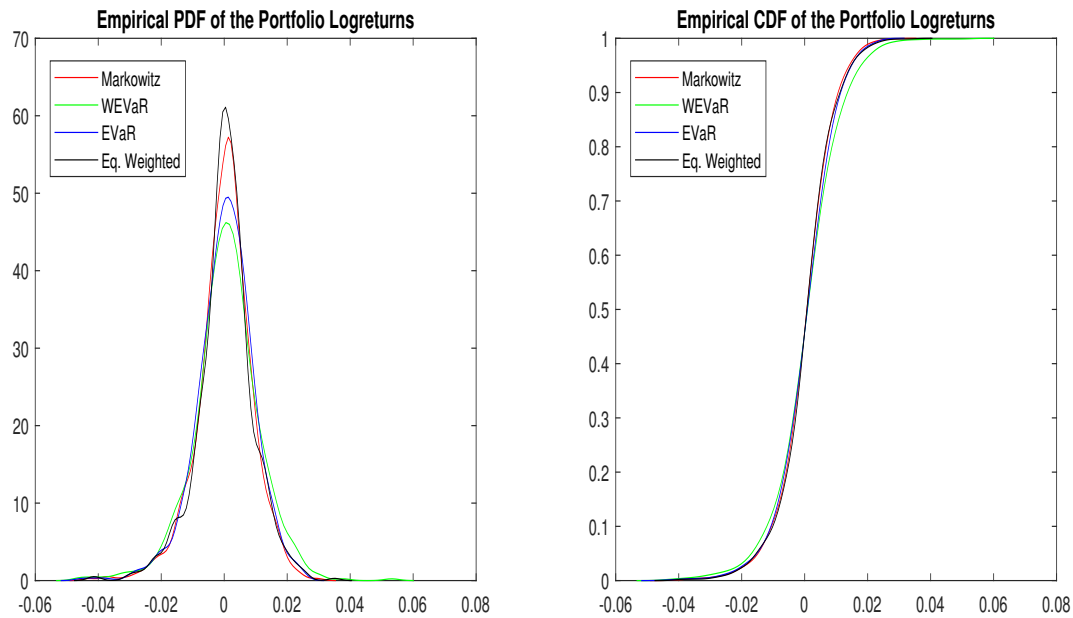 Empirical PDF of the Portfolio Logreturns
70
60
50
40
30
20
10
0
-0.06 -0.04 -0.02 0 0.02 0.04 0.06 0.08
Markowitz
WEVaR
EVaR
Eq. Weighted
Empirical CDF of the Portfolio Logreturns
1
0.9
0.8
0.7
0.6
0.5
0.4
0.3
0.2
0.1
0
-0.06 -0.04 -0.02 0 0.02 0.04 0.06 0.08
Markowitz
WEVaR
EVaR
Eq. Weighted